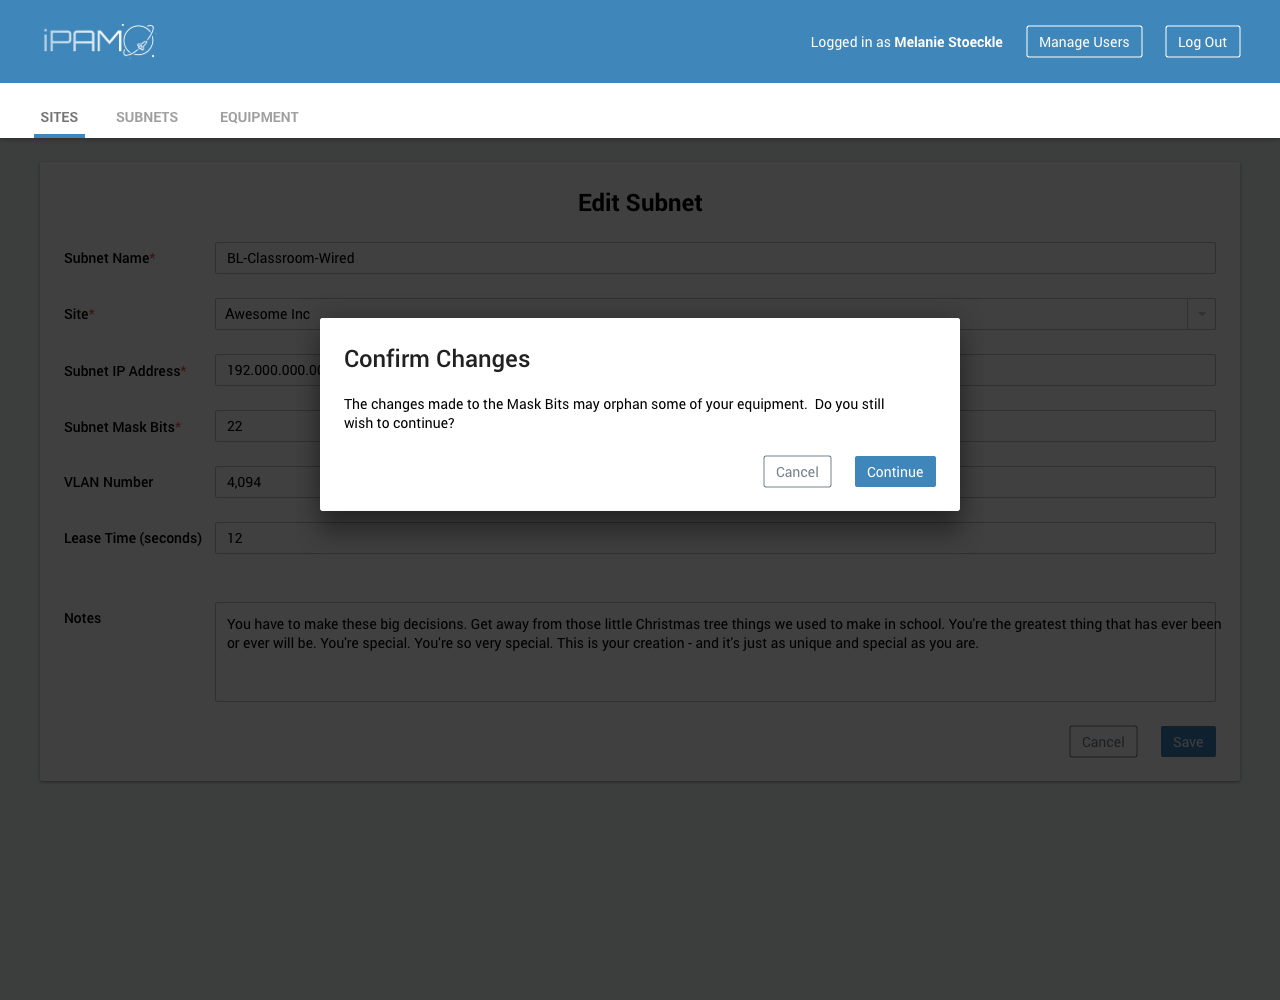 iPAM
Logged in as Melanie Stoeckle
Manage Users
Log Out
SITES
SUBNETS
EQUIPMENT
Edit Subnet
Subnet Name*
BL-Classroom-Wired
Site*
Awesome Inc
Subnet IP Address*
192.000.000.00
Subnet Mask Bits*
22
VLAN Number
4,094
Lease Time (seconds)
12
Confirm Changes
The changes made to the Mask Bits may orphan some of your equipment.  Do you still
wish to continue?
Cancel
Continue
Notes
You have to make these big decisions. Get away from those little Christmas tree things we used to make in school. You're the greatest thing that has ever been
or ever will be. You're special. You're so very special. This is your creation - and it's just as unique and special as you are.
Cancel
Save